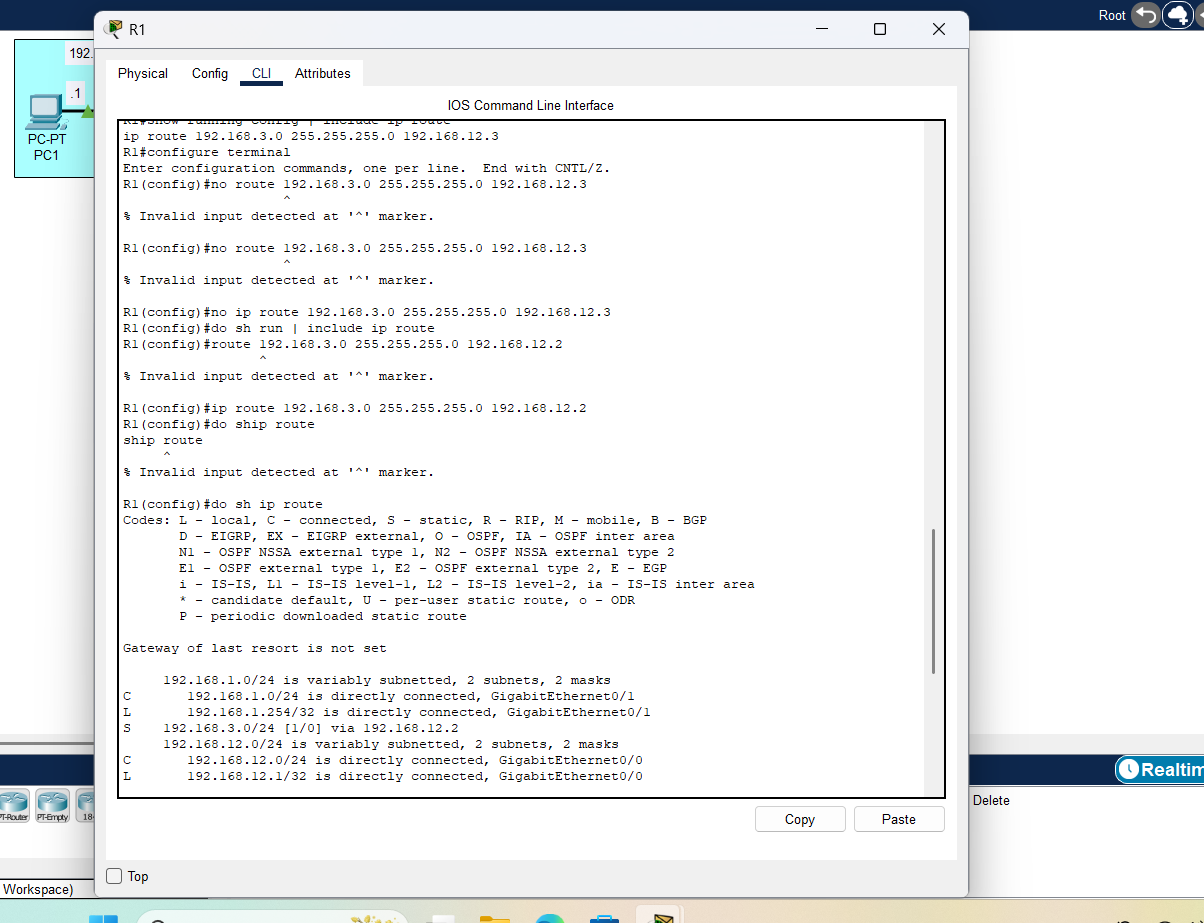 R1
Root
Physical Config CLI Attributes
IOS Command Line Interface
192.
.1
PC-PT
PC1
R1#show running-config | include ip route
ip route 192.168.3.0 255.255.255.0 192.168.12.3
R1#configure terminal
Enter configuration commands, one per line.  End with CNTL/Z.
R1(config)#no route 192.168.3.0 255.255.255.0 192.168.12.3
^
% Invalid input detected at '^' marker.
R1(config)#no route 192.168.3.0 255.255.255.0 192.168.12.3
^
% Invalid input detected at '^' marker.
R1(config)#no ip route 192.168.3.0 255.255.255.0 192.168.12.3
R1(config)#do sh run | include ip route
R1(config)#route 192.168.3.0 255.255.255.0 192.168.12.2
^
% Invalid input detected at '^' marker.
R1(config)#ip route 192.168.3.0 255.255.255.0 192.168.12.2
R1(config)#do ship route
ship route
^
% Invalid input detected at '^' marker.
R1(config)#do sh ip route
Codes: L - local, C - connected, S - static, R - RIP, M - mobile, B - BGP
D - EIGRP, EX - EIGRP external, O - OSPF, IA - OSPF inter area
N1 - OSPF NSSA external type 1, N2 - OSPF NSSA external type 2
E1 - OSPF external type 1, E2 - OSPF external type 2, E - EGP
i - IS-IS, L1 - IS-IS level-1, L2 - IS-IS level-2, ia - IS-IS inter area
* - candidate default, U - per-user static route, o - ODR
P - periodic downloaded static route
Gateway of last resort is not set
192.168.1.0/24 is variably subnetted, 2 subnets, 2 masks
C 192.168.1.0/24 is directly connected, GigabitEthernet0/1
L 192.168.1.254/32 is directly connected, GigabitEthernet0/1
S 192.168.3.0/24 [1/0] via 192.168.12.2
192.168.12.0/24 is variably subnetted, 2 subnets, 2 masks
C 192.168.12.0/24 is directly connected, GigabitEthernet0/0
L 192.168.12.1/32 is directly connected, GigabitEthernet0/0
Copy Paste
Top
Realtim
Delete
PT-Router PT-Empty 18
Workspace)